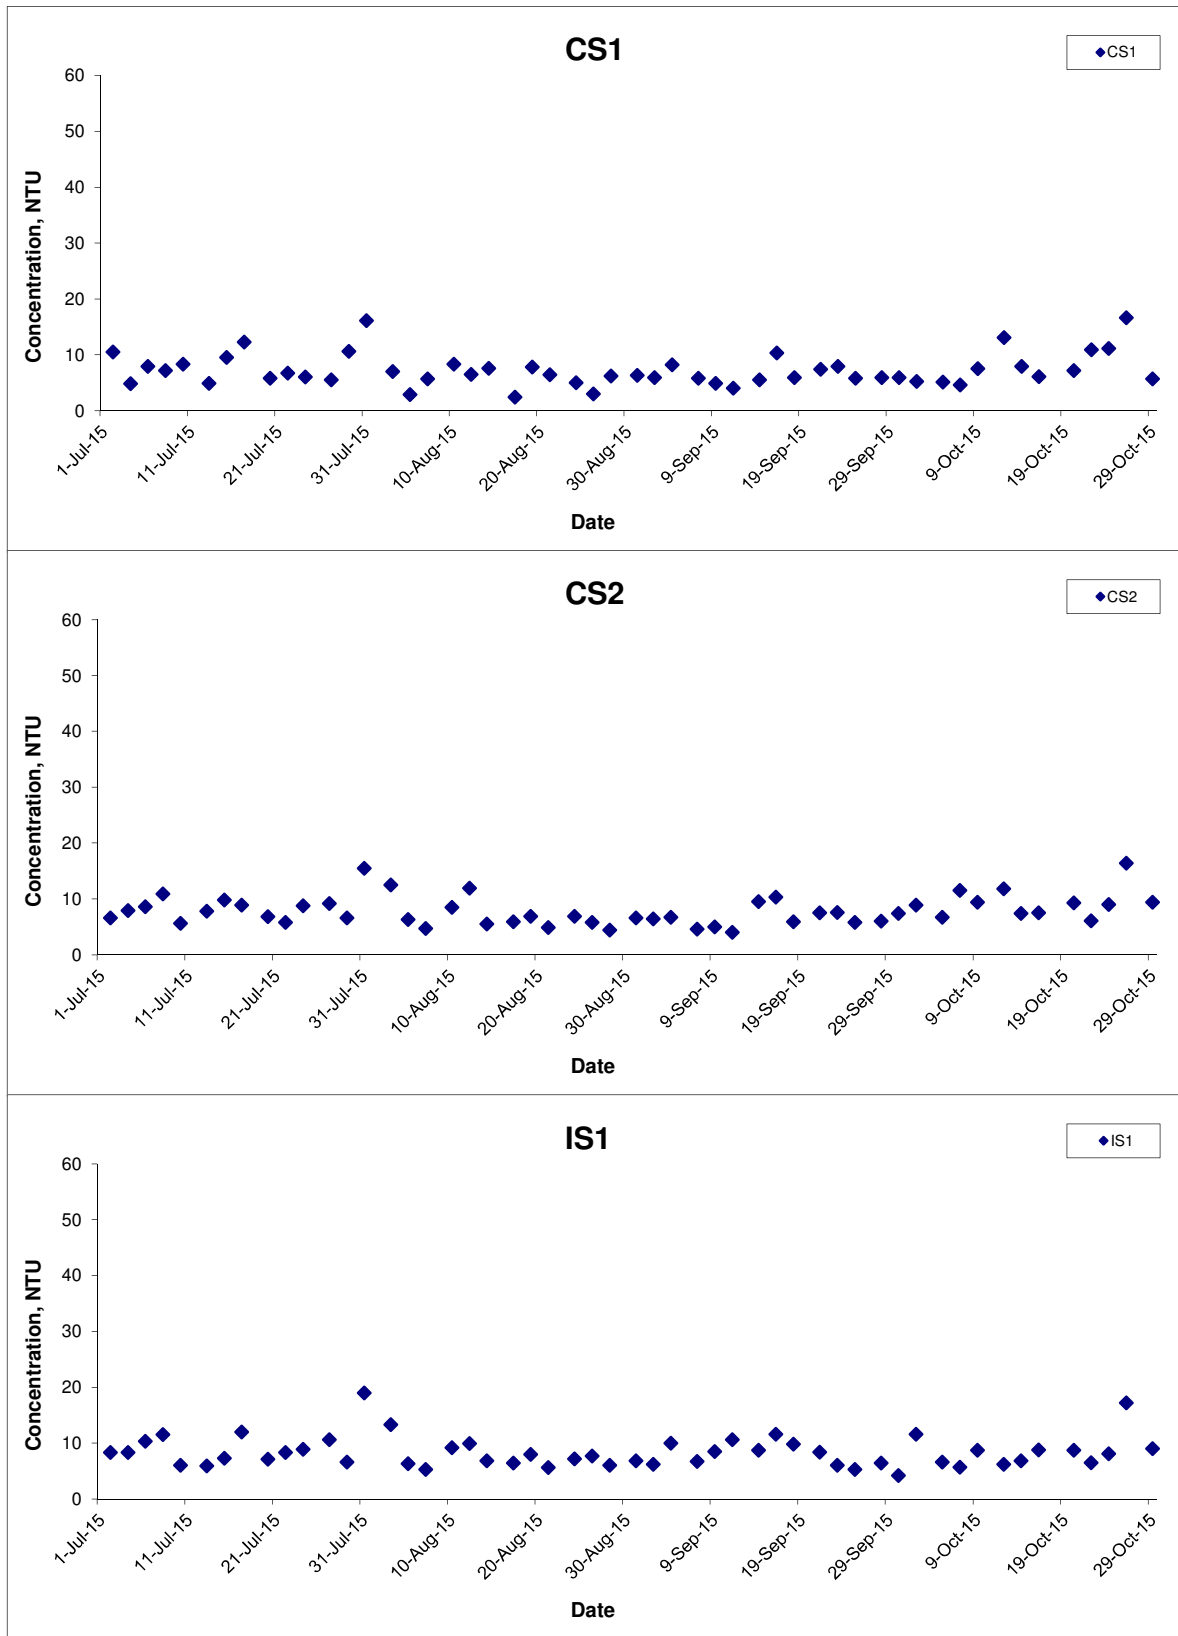 CS1
CS1
60
50
40
30
20
10
0
Concentration, NTU
1-Jul-15
11-Jul-15
21-Jul-15
31-Jul-15
10-Aug-15
20-Aug-15
30-Aug-15
9-Sep-15
19-Sep-15
29-Sep-15
9-Oct-15
19-Oct-15
29-Oct-15
Date
CS2
CS2
60
50
40
30
20
10
0
Concentration, NTU
1-Jul-15
11-Jul-15
21-Jul-15
31-Jul-15
10-Aug-15
20-Aug-15
30-Aug-15
9-Sep-15
19-Sep-15
29-Sep-15
9-Oct-15
19-Oct-15
29-Oct-15
Date
IS1
IS1
60
50
40
30
20
10
0
Concentration, NTU
1-Jul-15
11-Jul-15
21-Jul-15
31-Jul-15
10-Aug-15
20-Aug-15
30-Aug-15
9-Sep-15
19-Sep-15
29-Sep-15
9-Oct-15
19-Oct-15
29-Oct-15
Date